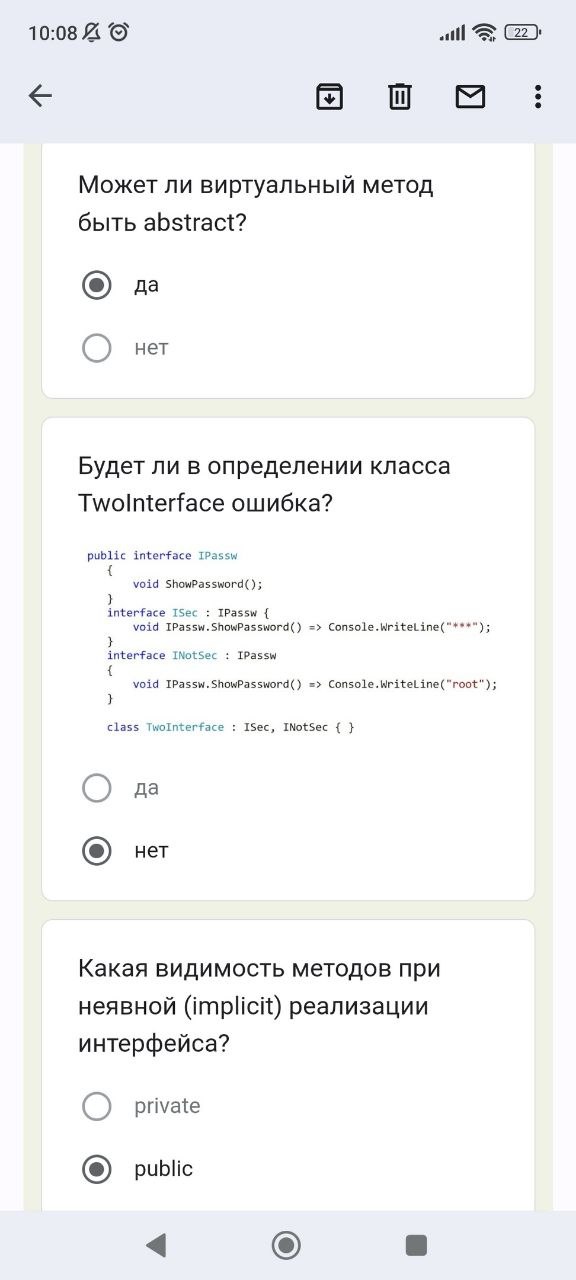 10:08
22
Может ли виртуальный метод
быть abstract?
да
нет
Будет ли в определении класса
TwoInterface ошибка?
public interface IPassw
{
void ShowPassword();
}
interface ISec : IPassw {
void IPassw.ShowPassword() => Console.WriteLine("***");
}
interface INotSec : IPassw
{
void IPassw.ShowPassword() => Console.WriteLine("root");
}
class TwoInterface : ISec, INotSec { }
да
нет
Какая видимость методов при
неявной (implicit) реализации
интерфейса?
private
public